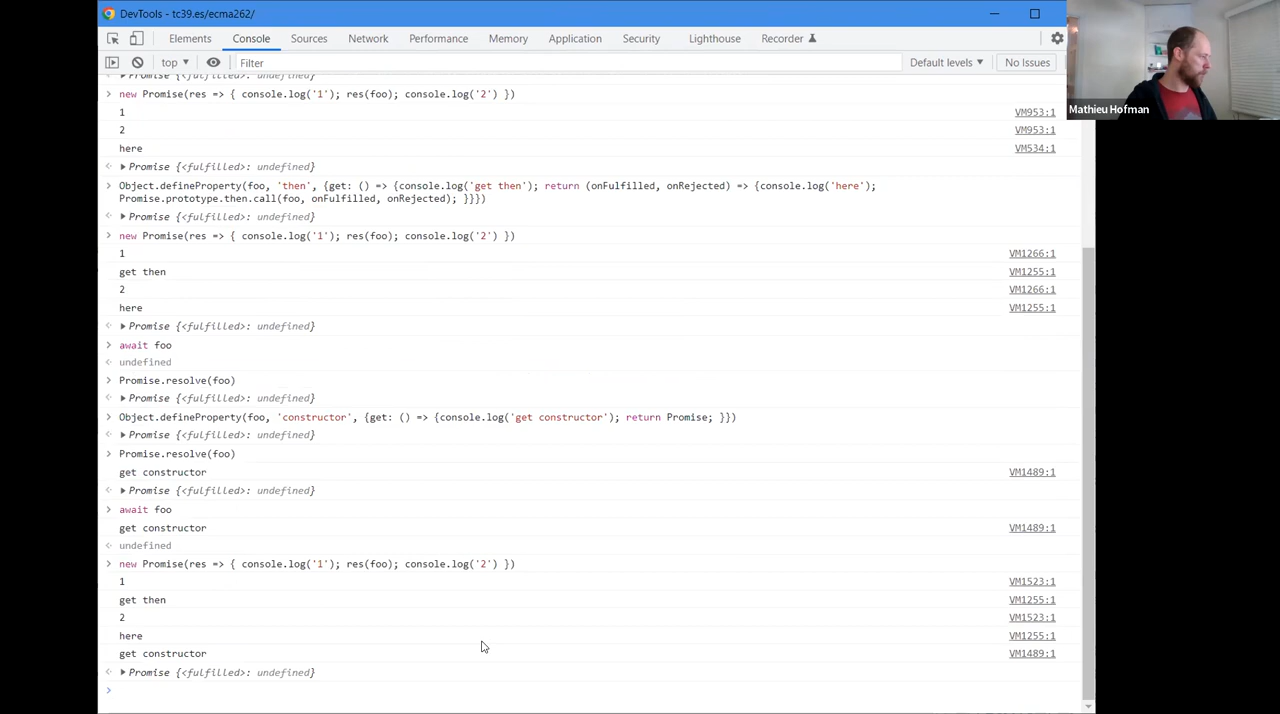 DevTools - tc39.es/ecma262/
Elements Console Sources Network Performance Memory Application Security Lighthouse Recorder
top Filter Default levels No Issues
Promise {<fulfilled>: undefined}
new Promise(res => { console.log('1'); res(foo); console.log('2') })
1 VM953:1
2 VM953:1
here VM534:1
Promise {<fulfilled>: undefined}
Object.defineProperty(foo, 'then', {get: () => {console.log('get then'); return (onFulfilled, onRejected) => {console.log('here');
Promise.prototype.then.call(foo, onFulfilled, onRejected); }}})
Promise {<fulfilled>: undefined}
new Promise(res => { console.log('1'); res(foo); console.log('2') })
1 VM1266:1
get then VM1255:1
2 VM1266:1
here VM1255:1
Promise {<fulfilled>: undefined}
await foo
undefined
Promise.resolve(foo)
Promise {<fulfilled>: undefined}
Object.defineProperty(foo, 'constructor', {get: () => {console.log('get constructor'); return Promise; }})
Promise {<fulfilled>: undefined}
Promise.resolve(foo)
get constructor VM1489:1
Promise {<fulfilled>: undefined}
await foo
get constructor VM1489:1
undefined
new Promise(res => { console.log('1'); res(foo); console.log('2') })
1 VM1523:1
get then VM1255:1
2 VM1523:1
here VM1255:1
get constructor VM1489:1
Promise {<fulfilled>: undefined}
Mathieu Hofman